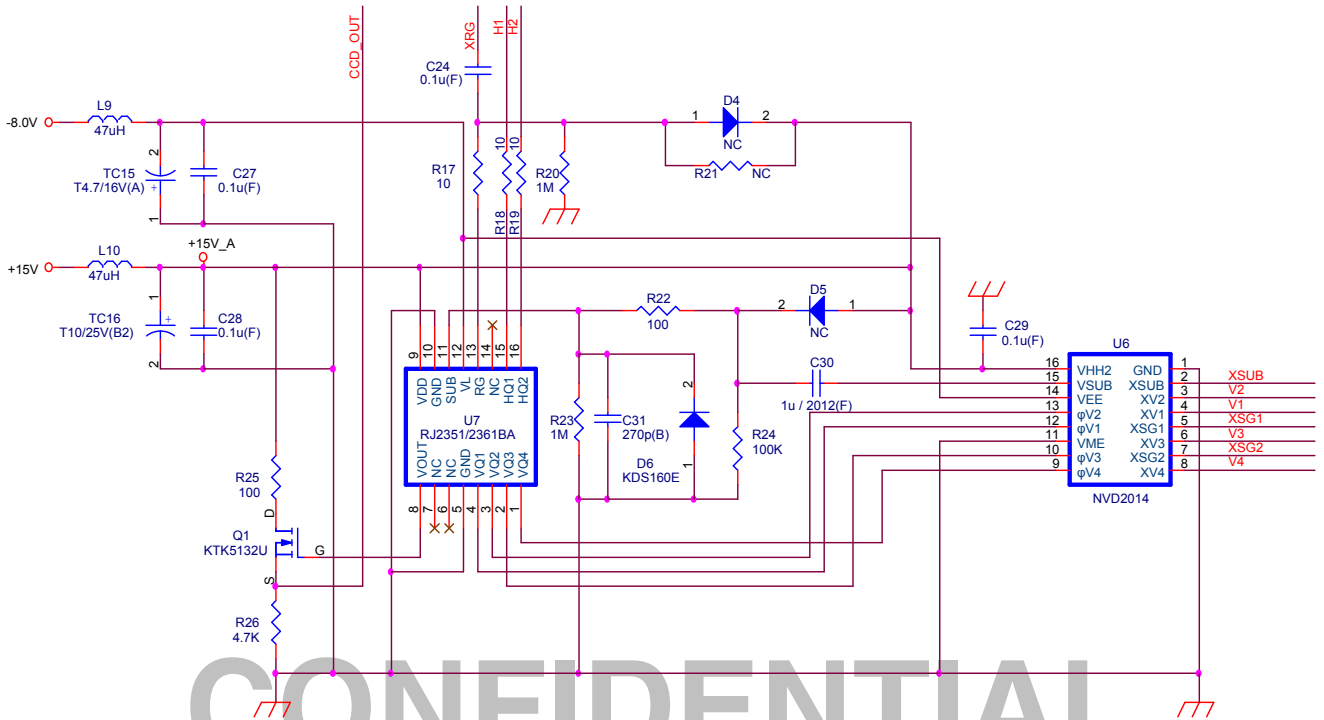 CCD_OUT
XRG
H1
H2
C24
0.1u(F)
-8.0V
L9
47uH
D4
1
2
NC
R21
NC
2
TC15
T4.7/16V(A)
+
1
C27
0.1u(F)
R17
10
10
10
R18
R19
R20
1M
+15V_A
L10
+15V
47uH
1
TC16
T10/25V(B2)
+
2
C28
0.1u(F)
R22
100
2
D5
1
NC
C29
0.1u(F)
9
10
11
12
13
14
15
16
VDD
GND
SUB
VL
RG
NC
HQ1
HQ2
U7
RJ2351/2361BA
VOUT
NC
NC
GND
VQ1
VQ2
VQ3
VQ4
8
7
6
5
4
3
2
1
R23
1M
C31
270p(B)
2
D6
1
KDS160E
C30
1u / 2012(F)
R24
100K
U6
16
VHH2
GND
1
15
VSUB
XSUB
2
XSUB
14
VEE
XV2
3
V2
13
φV2
XV1
4
V1
12
φV1
XSG1
5
XSG1
11
VME
XV3
6
V3
10
φV3
XSG2
7
XSG2
9
φV4
XV4
8
V4
NVD2014
R25
100
D
Q1
KTK5132U
G
S
R26
4.7K
CONFIDENTIAL